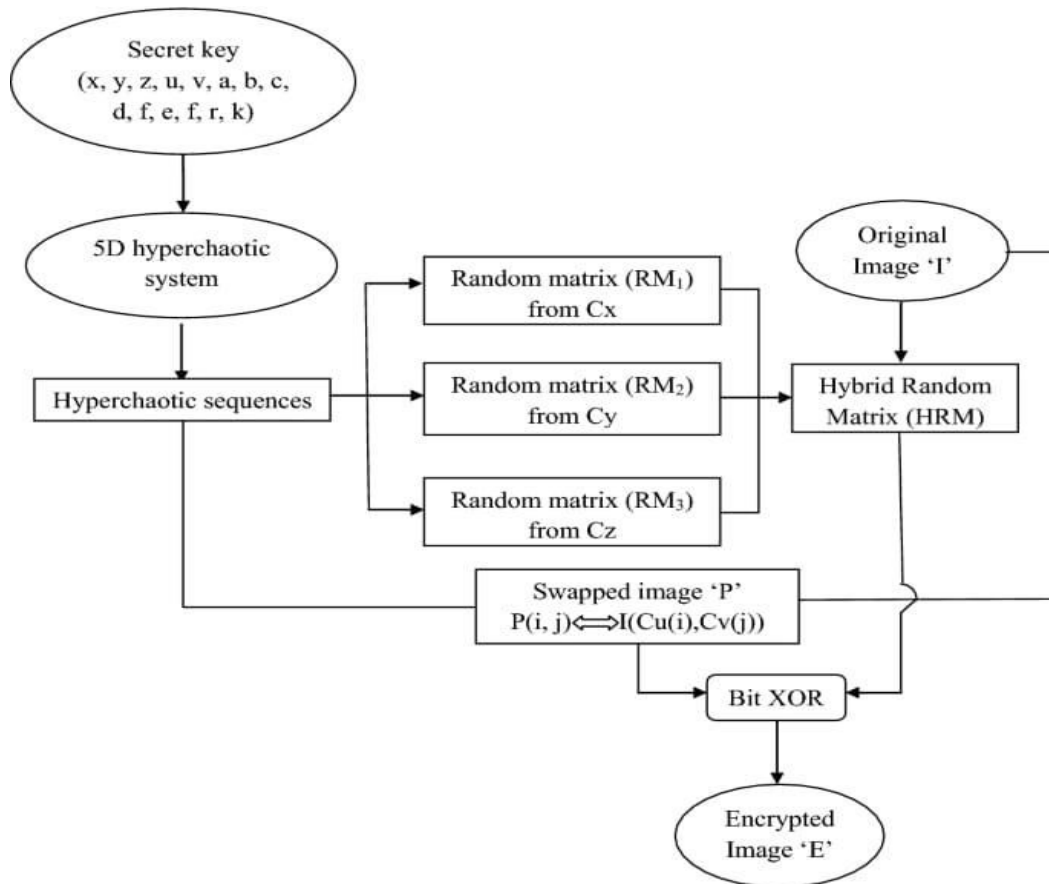 Secret key
(x, y, z, u, v, a, b, c,
d, f, e, f, r, k)
5D hyperchaotic
system
Hyperchaotic sequences
Random matrix (RM₁)
from Cx
Random matrix (RM₂)
from Cy
Random matrix (RM₃)
from Cz
Original
Image ‘I’
Hybrid Random
Matrix (HRM)
Swapped image ‘P’
P(i, j)⟺I(Cu(i),Cv(j))
Bit XOR
Encrypted
Image ‘E’